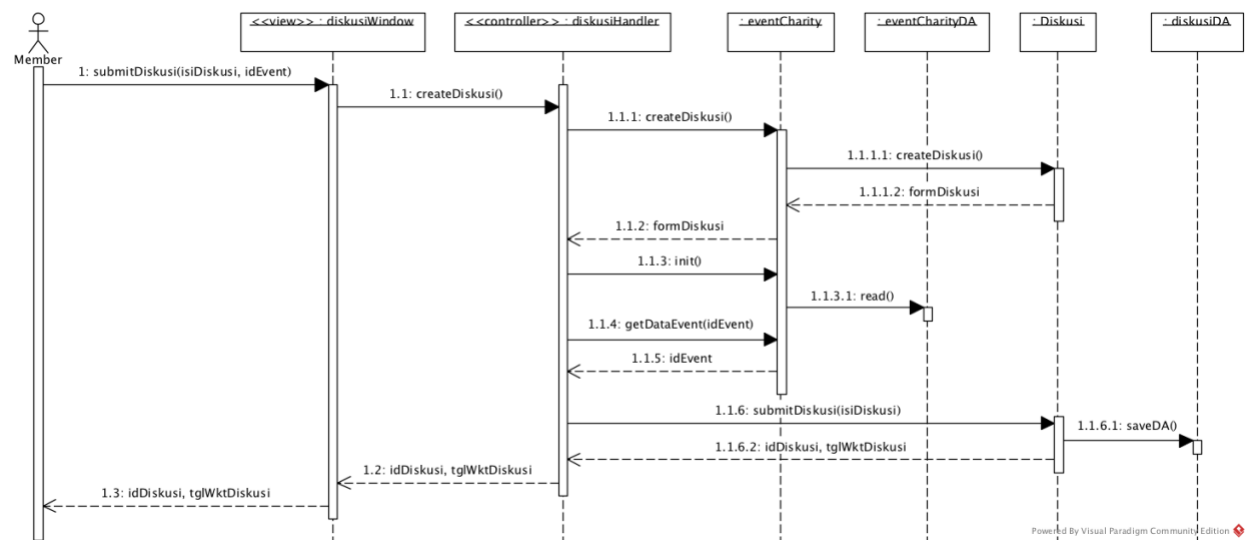 <<view>> : diskusiWindow
<<controller>> : diskusiHandler
: eventCharity
: eventCharityDA
: Diskusi
: diskusiDA
Member
1: submitDiskusi(isiDiskusi, idEvent)
1.1: createDiskusi()
1.1.1: createDiskusi()
1.1.1.1: createDiskusi()
1.1.1.2: formDiskusi
1.1.2: formDiskusi
1.1.3: init()
1.1.3.1: read()
1.1.4: getDataEvent(idEvent)
1.1.5: idEvent
1.1.6: submitDiskusi(isiDiskusi)
1.1.6.1: saveDA()
1.1.6.2: idDiskusi, tglWktDiskusi
1.2: idDiskusi, tglWktDiskusi
1.3: idDiskusi, tglWktDiskusi
Powered By Visual Paradigm Community Edition